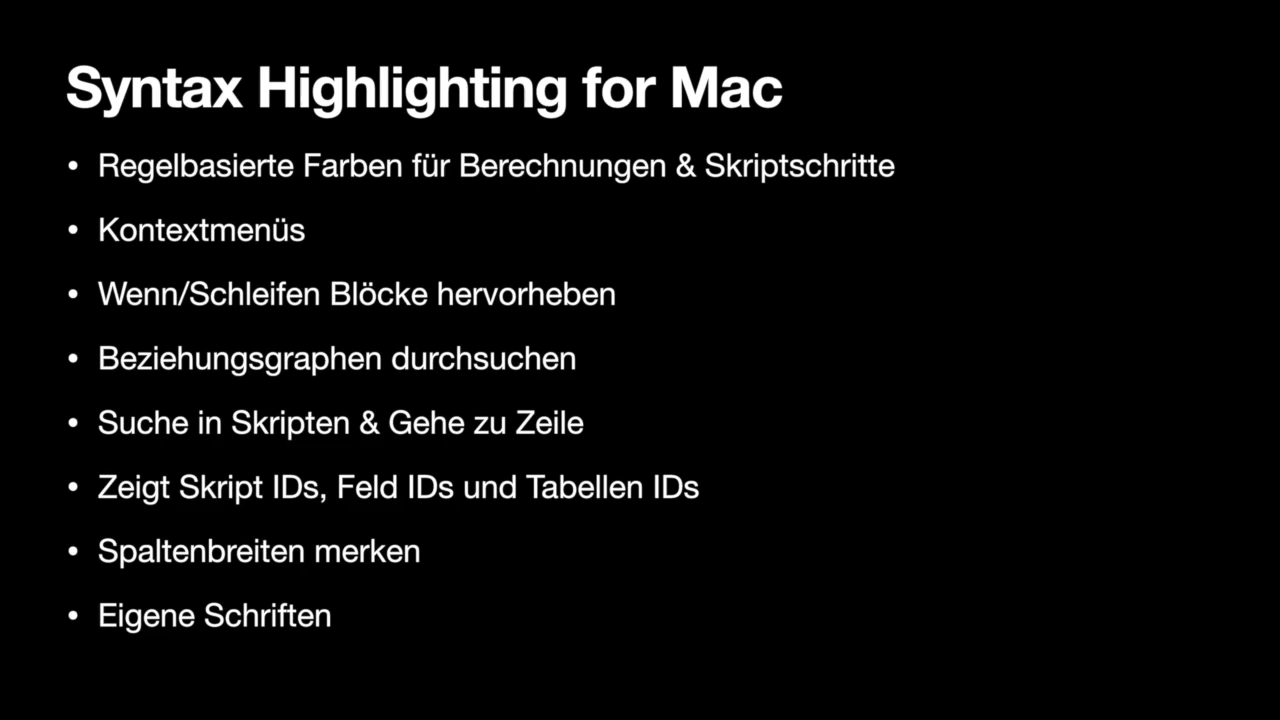 Syntax Highlighting for Mac
• Regelbasierte Farben für Berechnungen & Skriptschritte
• Kontextmenüs
• Wenn/Schleifen Blöcke hervorheben
• Beziehungsgraphen durchsuchen
• Suche in Skripten & Gehe zu Zeile
• Zeigt Skript IDs, Feld IDs und Tabellen IDs
• Spaltenbreiten merken
• Eigene Schriften